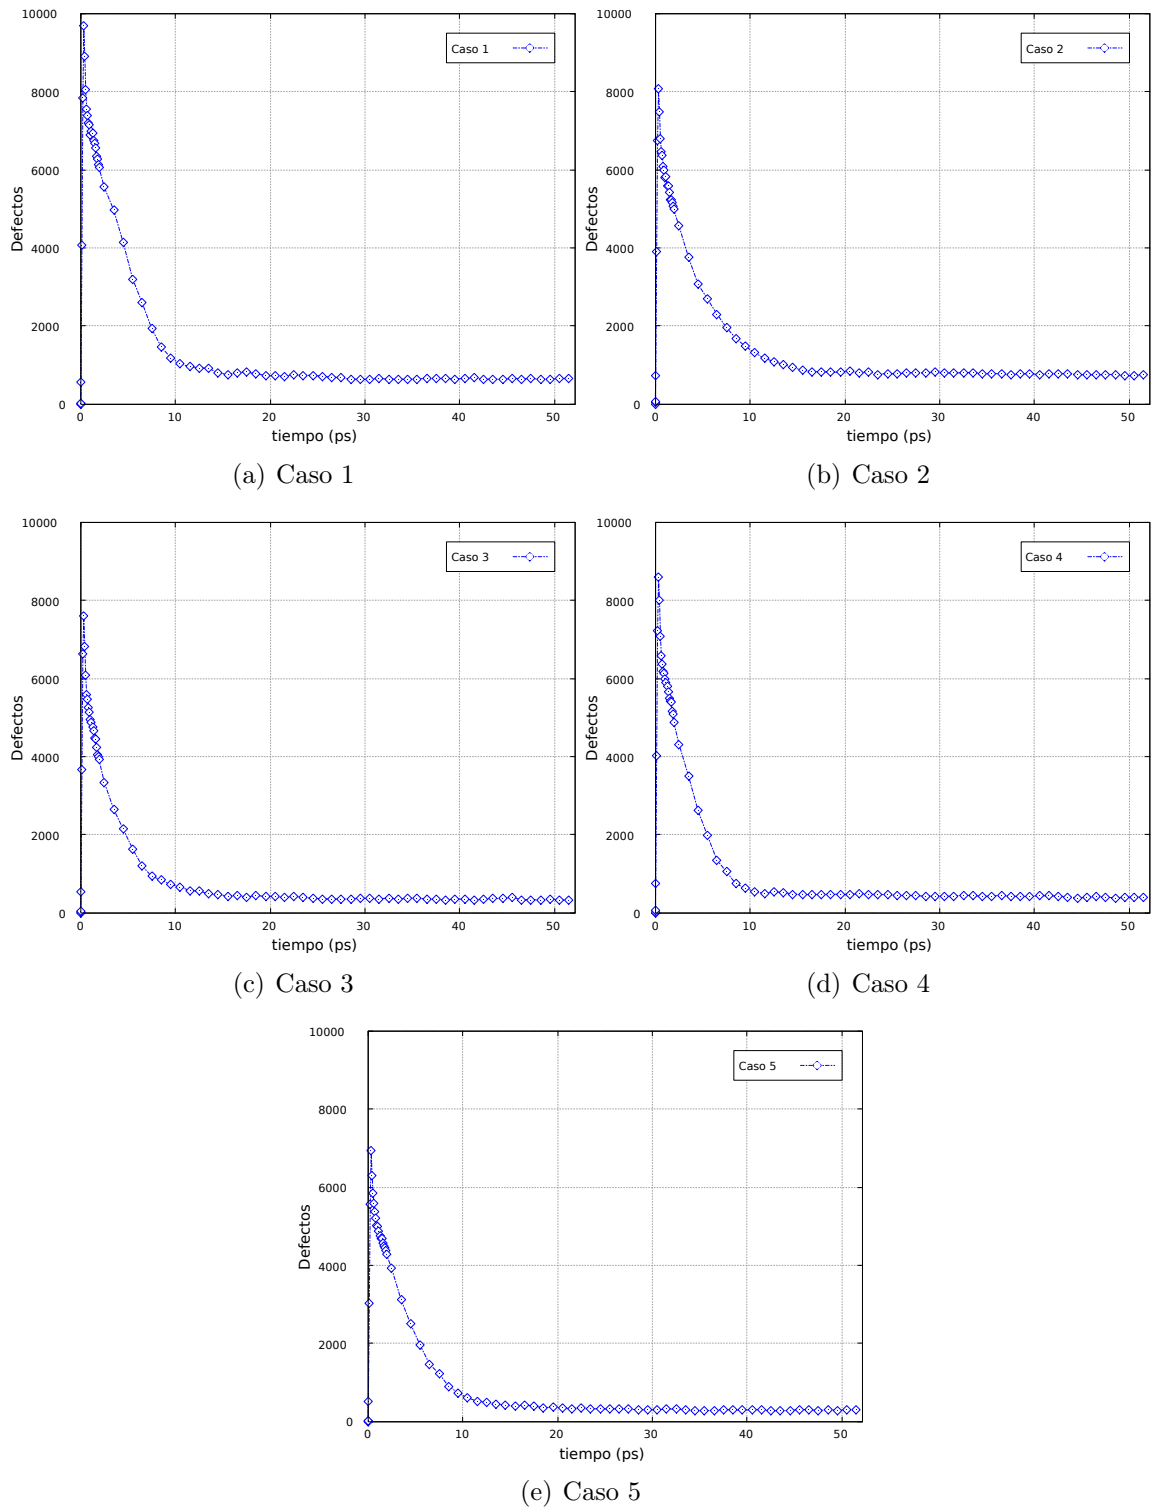 10000
8000
6000
4000
2000
0
Defectos
Caso 1
0 10 20 30 40 50
tiempo (ps)
(a) Caso 1
10000
8000
6000
4000
2000
0
Defectos
Caso 2
0 10 20 30 40 50
tiempo (ps)
(b) Caso 2
10000
8000
6000
4000
2000
0
Defectos
Caso 3
0 10 20 30 40 50
tiempo (ps)
(c) Caso 3
10000
8000
6000
4000
2000
0
Defectos
Caso 4
0 10 20 30 40 50
tiempo (ps)
(d) Caso 4
10000
8000
6000
4000
2000
0
Defectos
Caso 5
0 10 20 30 40 50
tiempo (ps)
(e) Caso 5